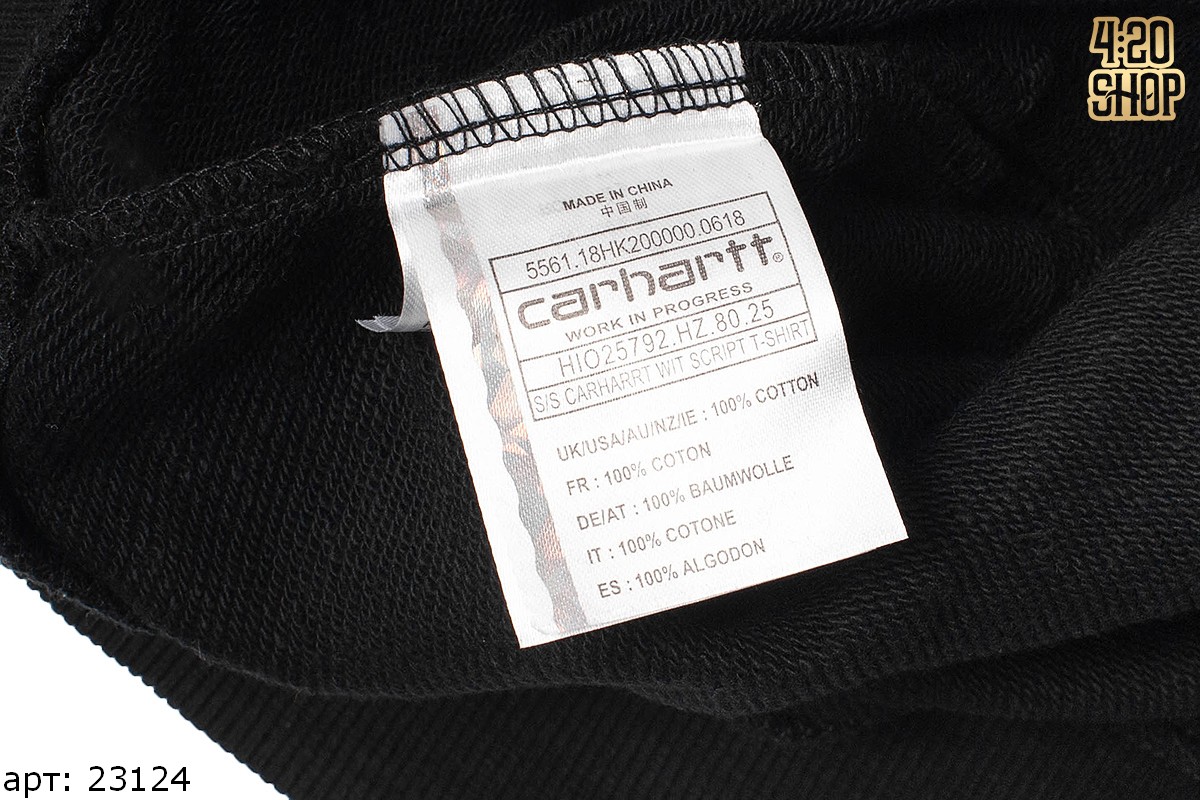 4:20
SHOP
MADE IN CHINA
中国制
5561.18HK200000.0618
carhartt®
WORK IN PROGRESS
HIO25792.HZ.80.25
S/S CARHARRT WIT SCRIPT T-SHIRT
UK/USA/AU/NZ/IE : 100% COTTON
FR : 100% COTON
DE/AT : 100% BAUMWOLLE
IT : 100% COTONE
ES : 100% ALGODON
арт: 23124